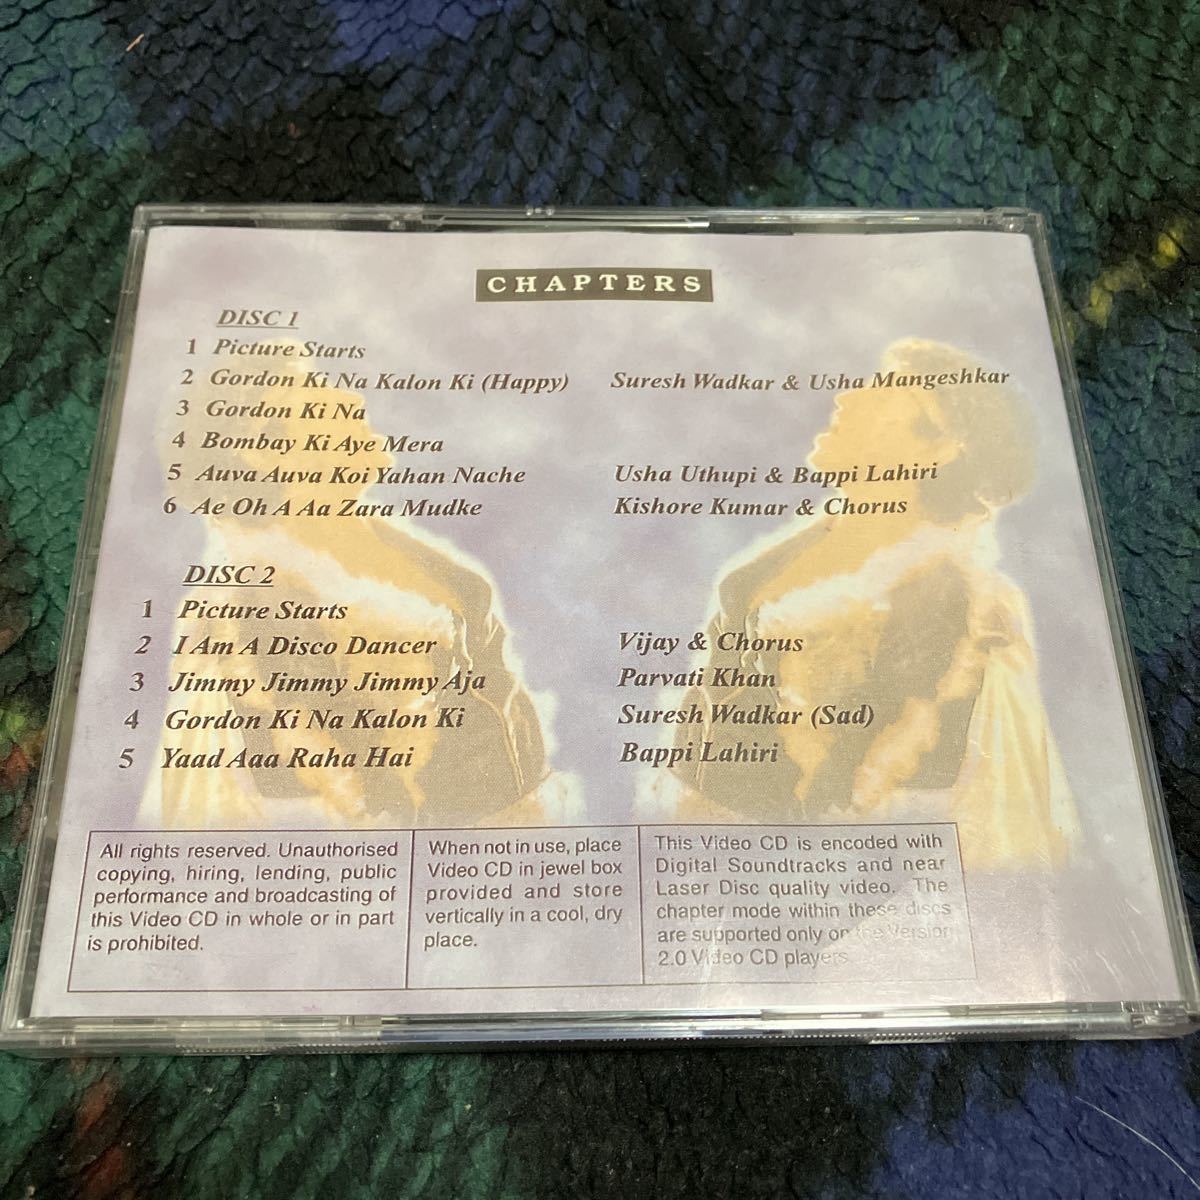 CHAPTERS
DISC 1
1 Picture Starts
2 Gordon Ki Na Kalon Ki (Happy) Suresh Wadkar & Usha Mangeshkar
3 Gordon Ki Na
4 Bombay Ki Aye Mera
5 Auva Auva Koi Yahan Nache Usha Uthupi & Bappi Lahiri
6 Ae Oh A Aa Zara Mudke Kishore Kumar & Chorus
DISC 2
1 Picture Starts
2 I Am A Disco Dancer Vijay & Chorus
3 Jimmy Jimmy Jimmy Aja Parvati Khan
4 Gordon Ki Na Kalon Ki Suresh Wadkar (Sad)
5 Yaad Aaa Raha Hai Bappi Lahiri
All rights reserved. Unauthorised
copying, hiring, lending, public
performance and broadcasting of
this Video CD in whole or in part
is prohibited.
When not in use, place
Video CD in jewel box
provided and store
vertically in a cool, dry
place.
This Video CD is encoded with
Digital Soundtracks and near
Laser Disc quality video. The
chapter mode within these discs
are supported only on the Version
2.0 Video CD players